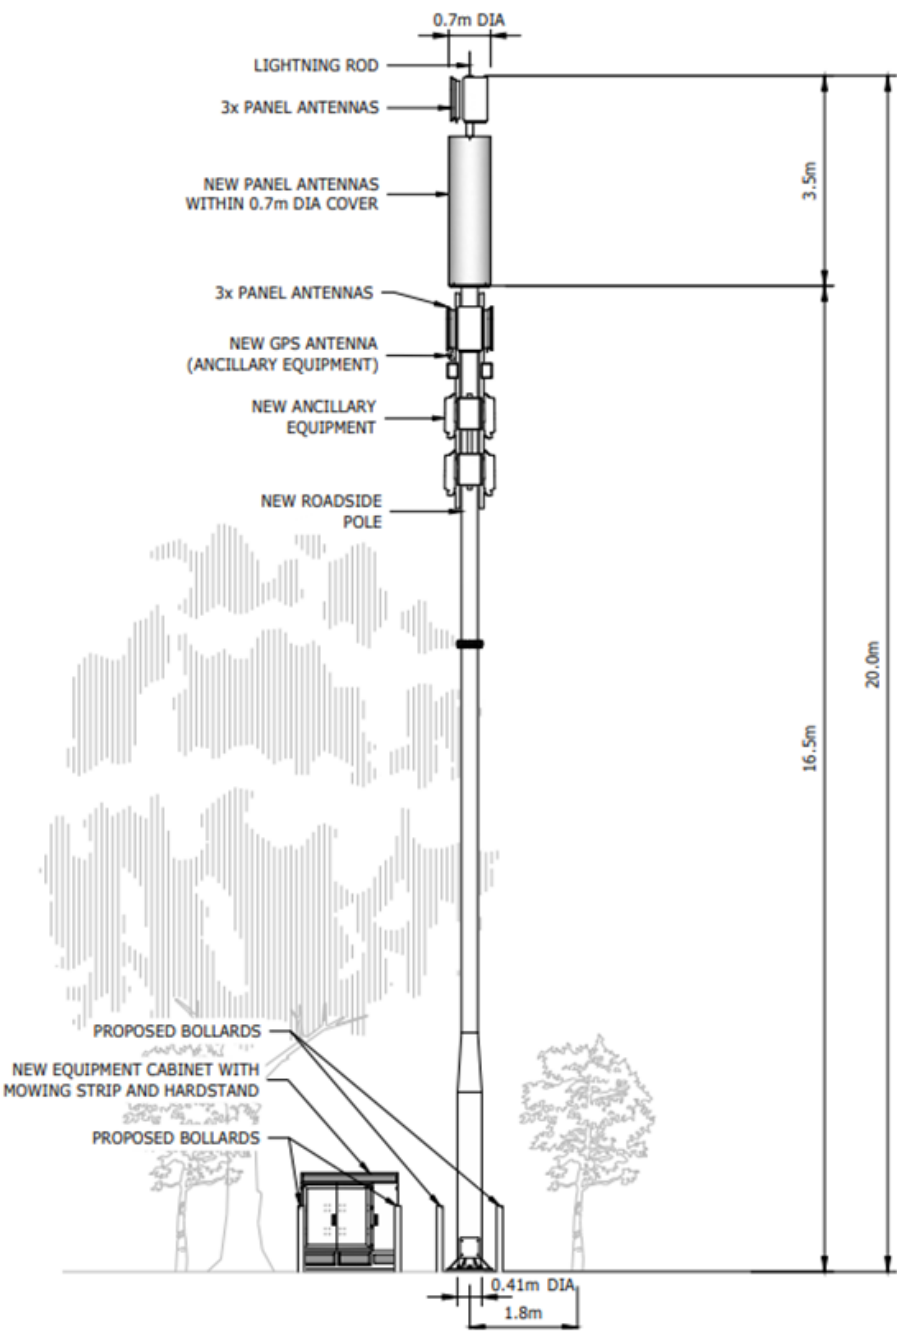 0.7m DIA
LIGHTNING ROD
3x PANEL ANTENNAS
3.5m
NEW PANEL ANTENNAS
WITHIN 0.7m DIA COVER
3x PANEL ANTENNAS
NEW GPS ANTENNA
(ANCILLARY EQUIPMENT)
NEW ANCILLARY
EQUIPMENT
NEW ROADSIDE
POLE
20.0m
16.5m
PROPOSED BOLLARDS
NEW EQUIPMENT CABINET WITH
MOWING STRIP AND HARDSTAND
PROPOSED BOLLARDS
0.41m DIA
1.8m